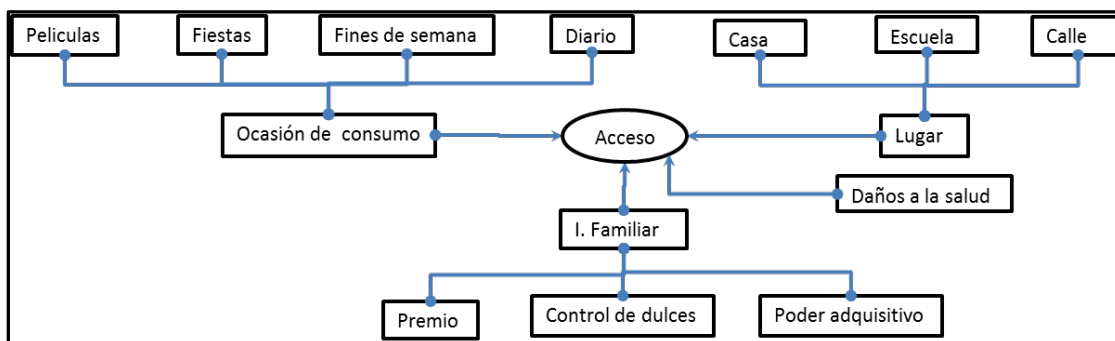 Peliculas
Fiestas
Fines de semana
Diario
Casa
Escuela
Calle
Ocasión de consumo
Acceso
Lugar
Daños a la salud
I. Familiar
Premio
Control de dulces
Poder adquisitivo